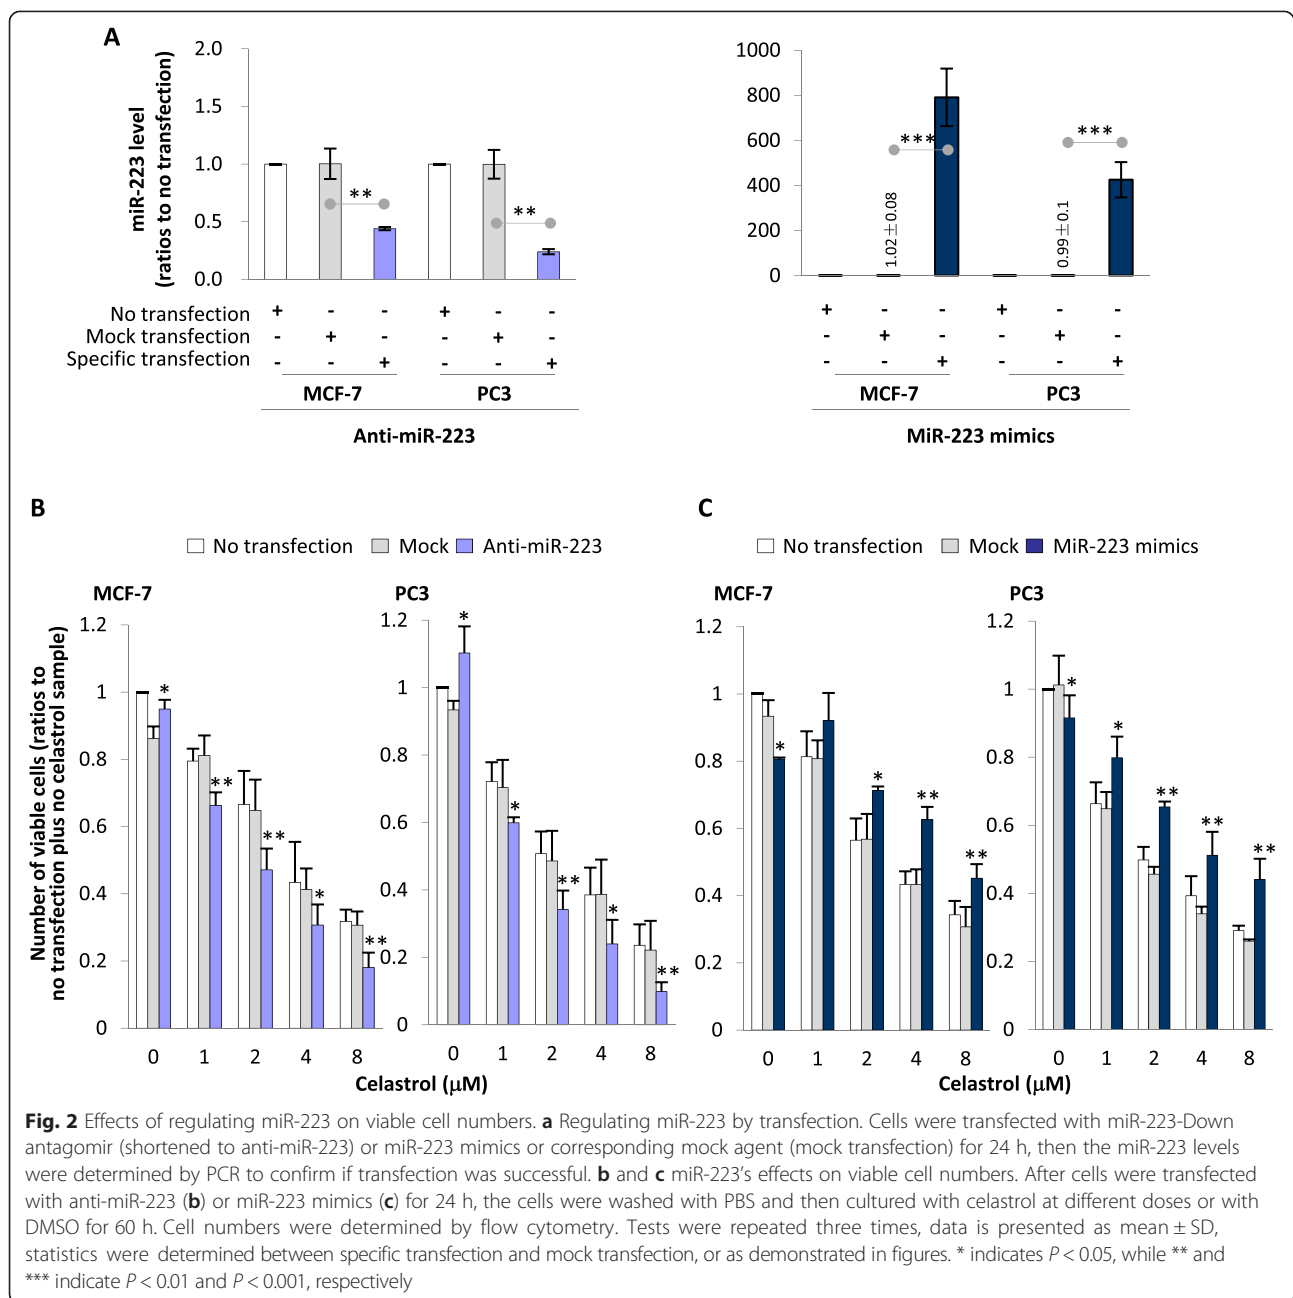 A
miR-223 level
(ratios to no transfection)
2.0
1.5
1.0
0.5
0.0
**
**
No transfection + - - + - -
Mock transfection - + - - + -
Specific transfection - - + - - +
MCF-7 PC3
Anti-miR-223
1000
800
600
400
200
0
1.02 ± 0.08
***
0.99 ± 0.1
***
+ - - + - -
- + - - + -
- - + - - +
MCF-7 PC3
MiR-223 mimics
B
No transfection Mock Anti-miR-223
Number of viable cells (ratios to
no transfection plus no celastrol sample)
MCF-7
1.2
1
0.8
0.6
0.4
0.2
0
* ** ** * **
0 1 2 4 8
PC3
1.2
1
0.8
0.6
0.4
0.2
0
* * ** * **
0 1 2 4 8
Celastrol (μM)
C
No transfection Mock MiR-223 mimics
MCF-7
1.2
1
0.8
0.6
0.4
0.2
0
* * ** **
0 1 2 4 8
PC3
1.2
1
0.8
0.6
0.4
0.2
0
* * ** ** **
0 1 2 4 8
Celastrol (μM)
Fig. 2 Effects of regulating miR-223 on viable cell numbers. a Regulating miR-223 by transfection. Cells were transfected with miR-223-Down
antagomir (shortened to anti-miR-223) or miR-223 mimics or corresponding mock agent (mock transfection) for 24 h, then the miR-223 levels
were determined by PCR to confirm if transfection was successful. b and c miR-223's effects on viable cell numbers. After cells were transfected
with anti-miR-223 (b) or miR-223 mimics (c) for 24 h, the cells were washed with PBS and then cultured with celastrol at different doses or with
DMSO for 60 h. Cell numbers were determined by flow cytometry. Tests were repeated three times, data is presented as mean ± SD,
statistics were determined between specific transfection and mock transfection, or as demonstrated in figures. * indicates P < 0.05, while ** and
*** indicate P < 0.01 and P < 0.001, respectively